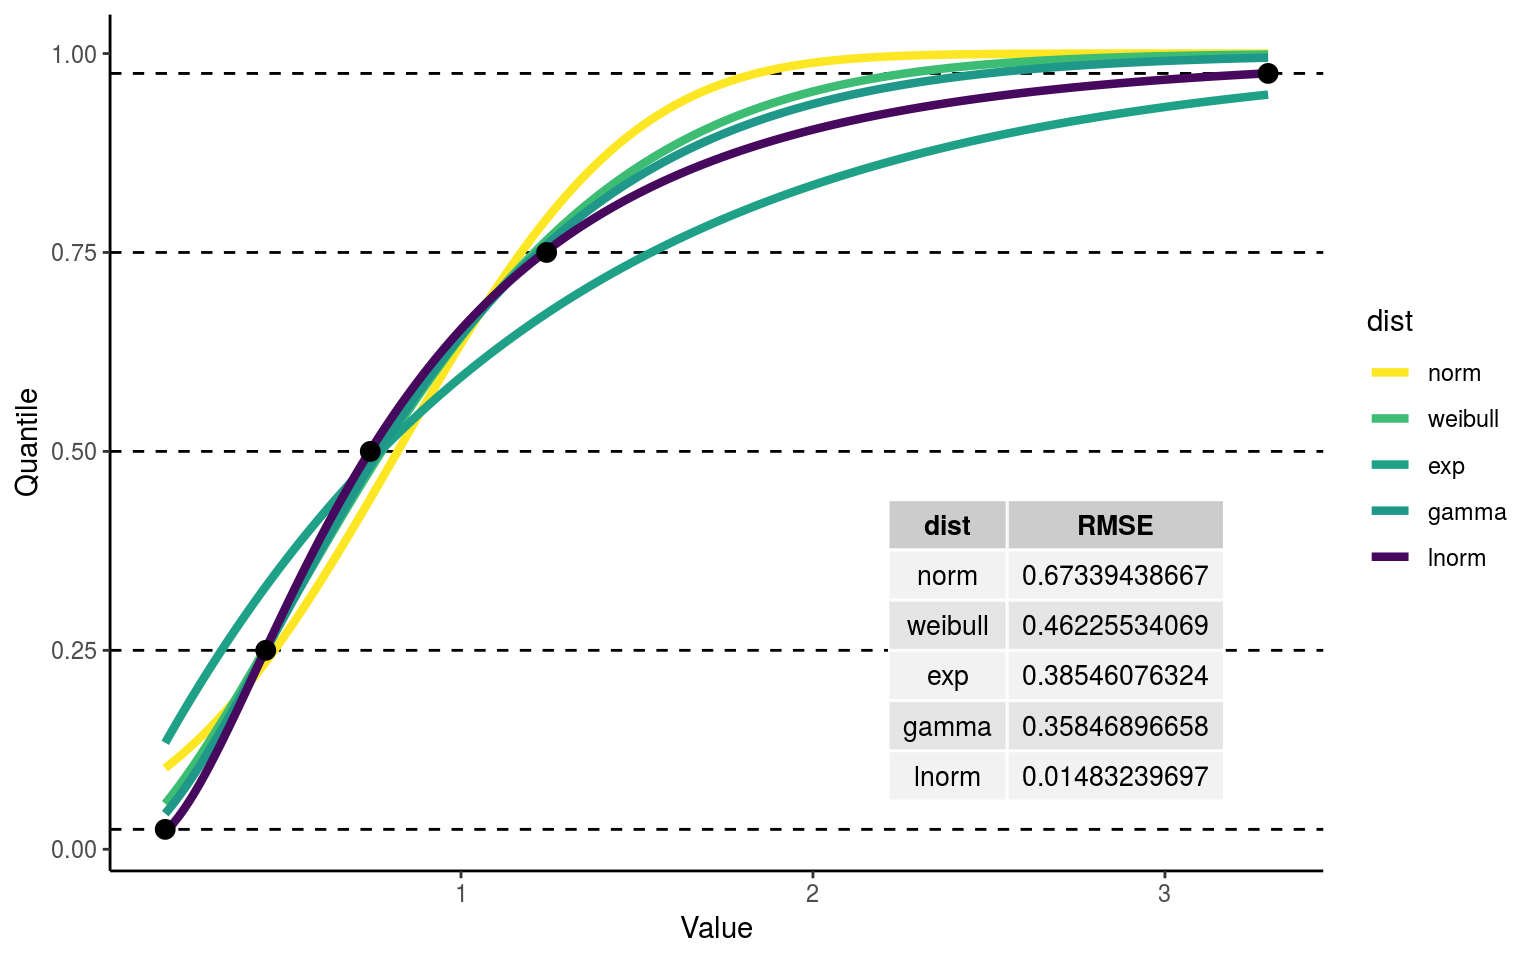 1.00
0.75
0.50
0.25
0.00
Quantile
1 2 3
Value
dist RMSE
norm 0.67339438667
weibull 0.46225534069
exp 0.38546076324
gamma 0.35846896658
lnorm 0.01483239697
dist
norm
weibull
exp
gamma
lnorm